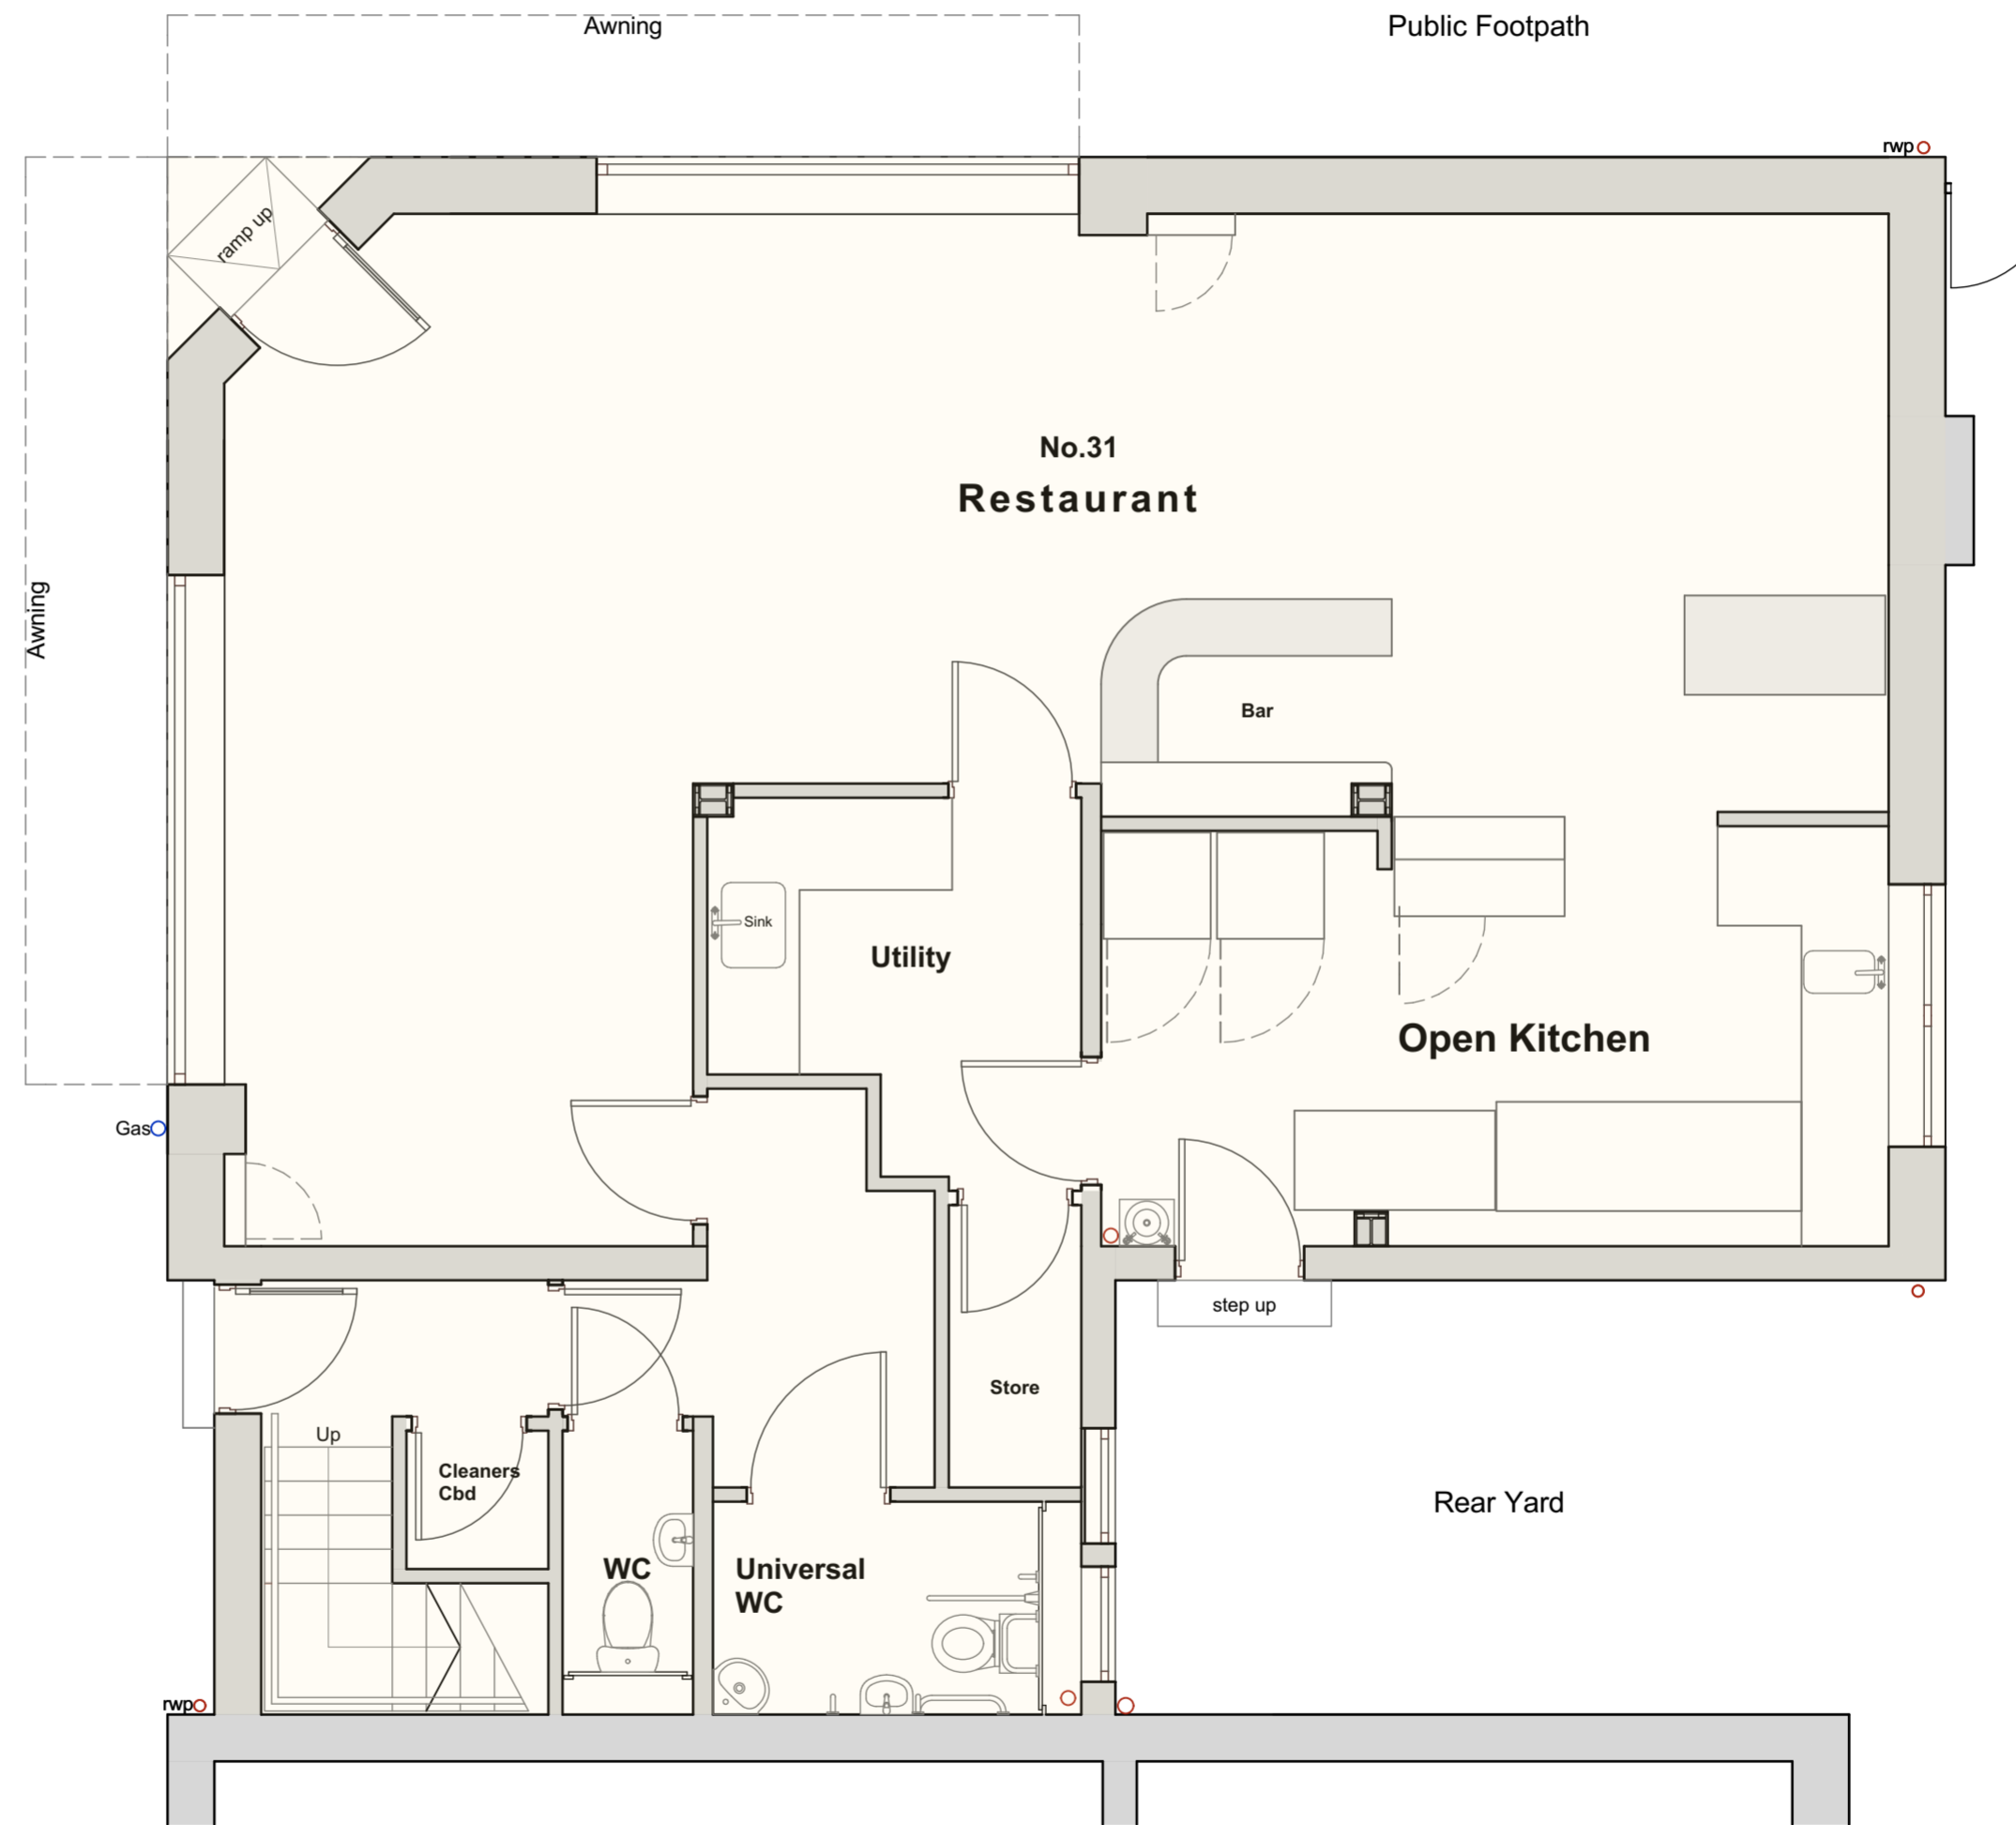 Awning
Public Footpath
rwp
ramp up
No.31
Restaurant
Awning
Bar
Sink
Utility
Open Kitchen
Gas
step up
Store
Up
Cleaners
Cbd
Rear Yard
WC
Universal
WC
rwp